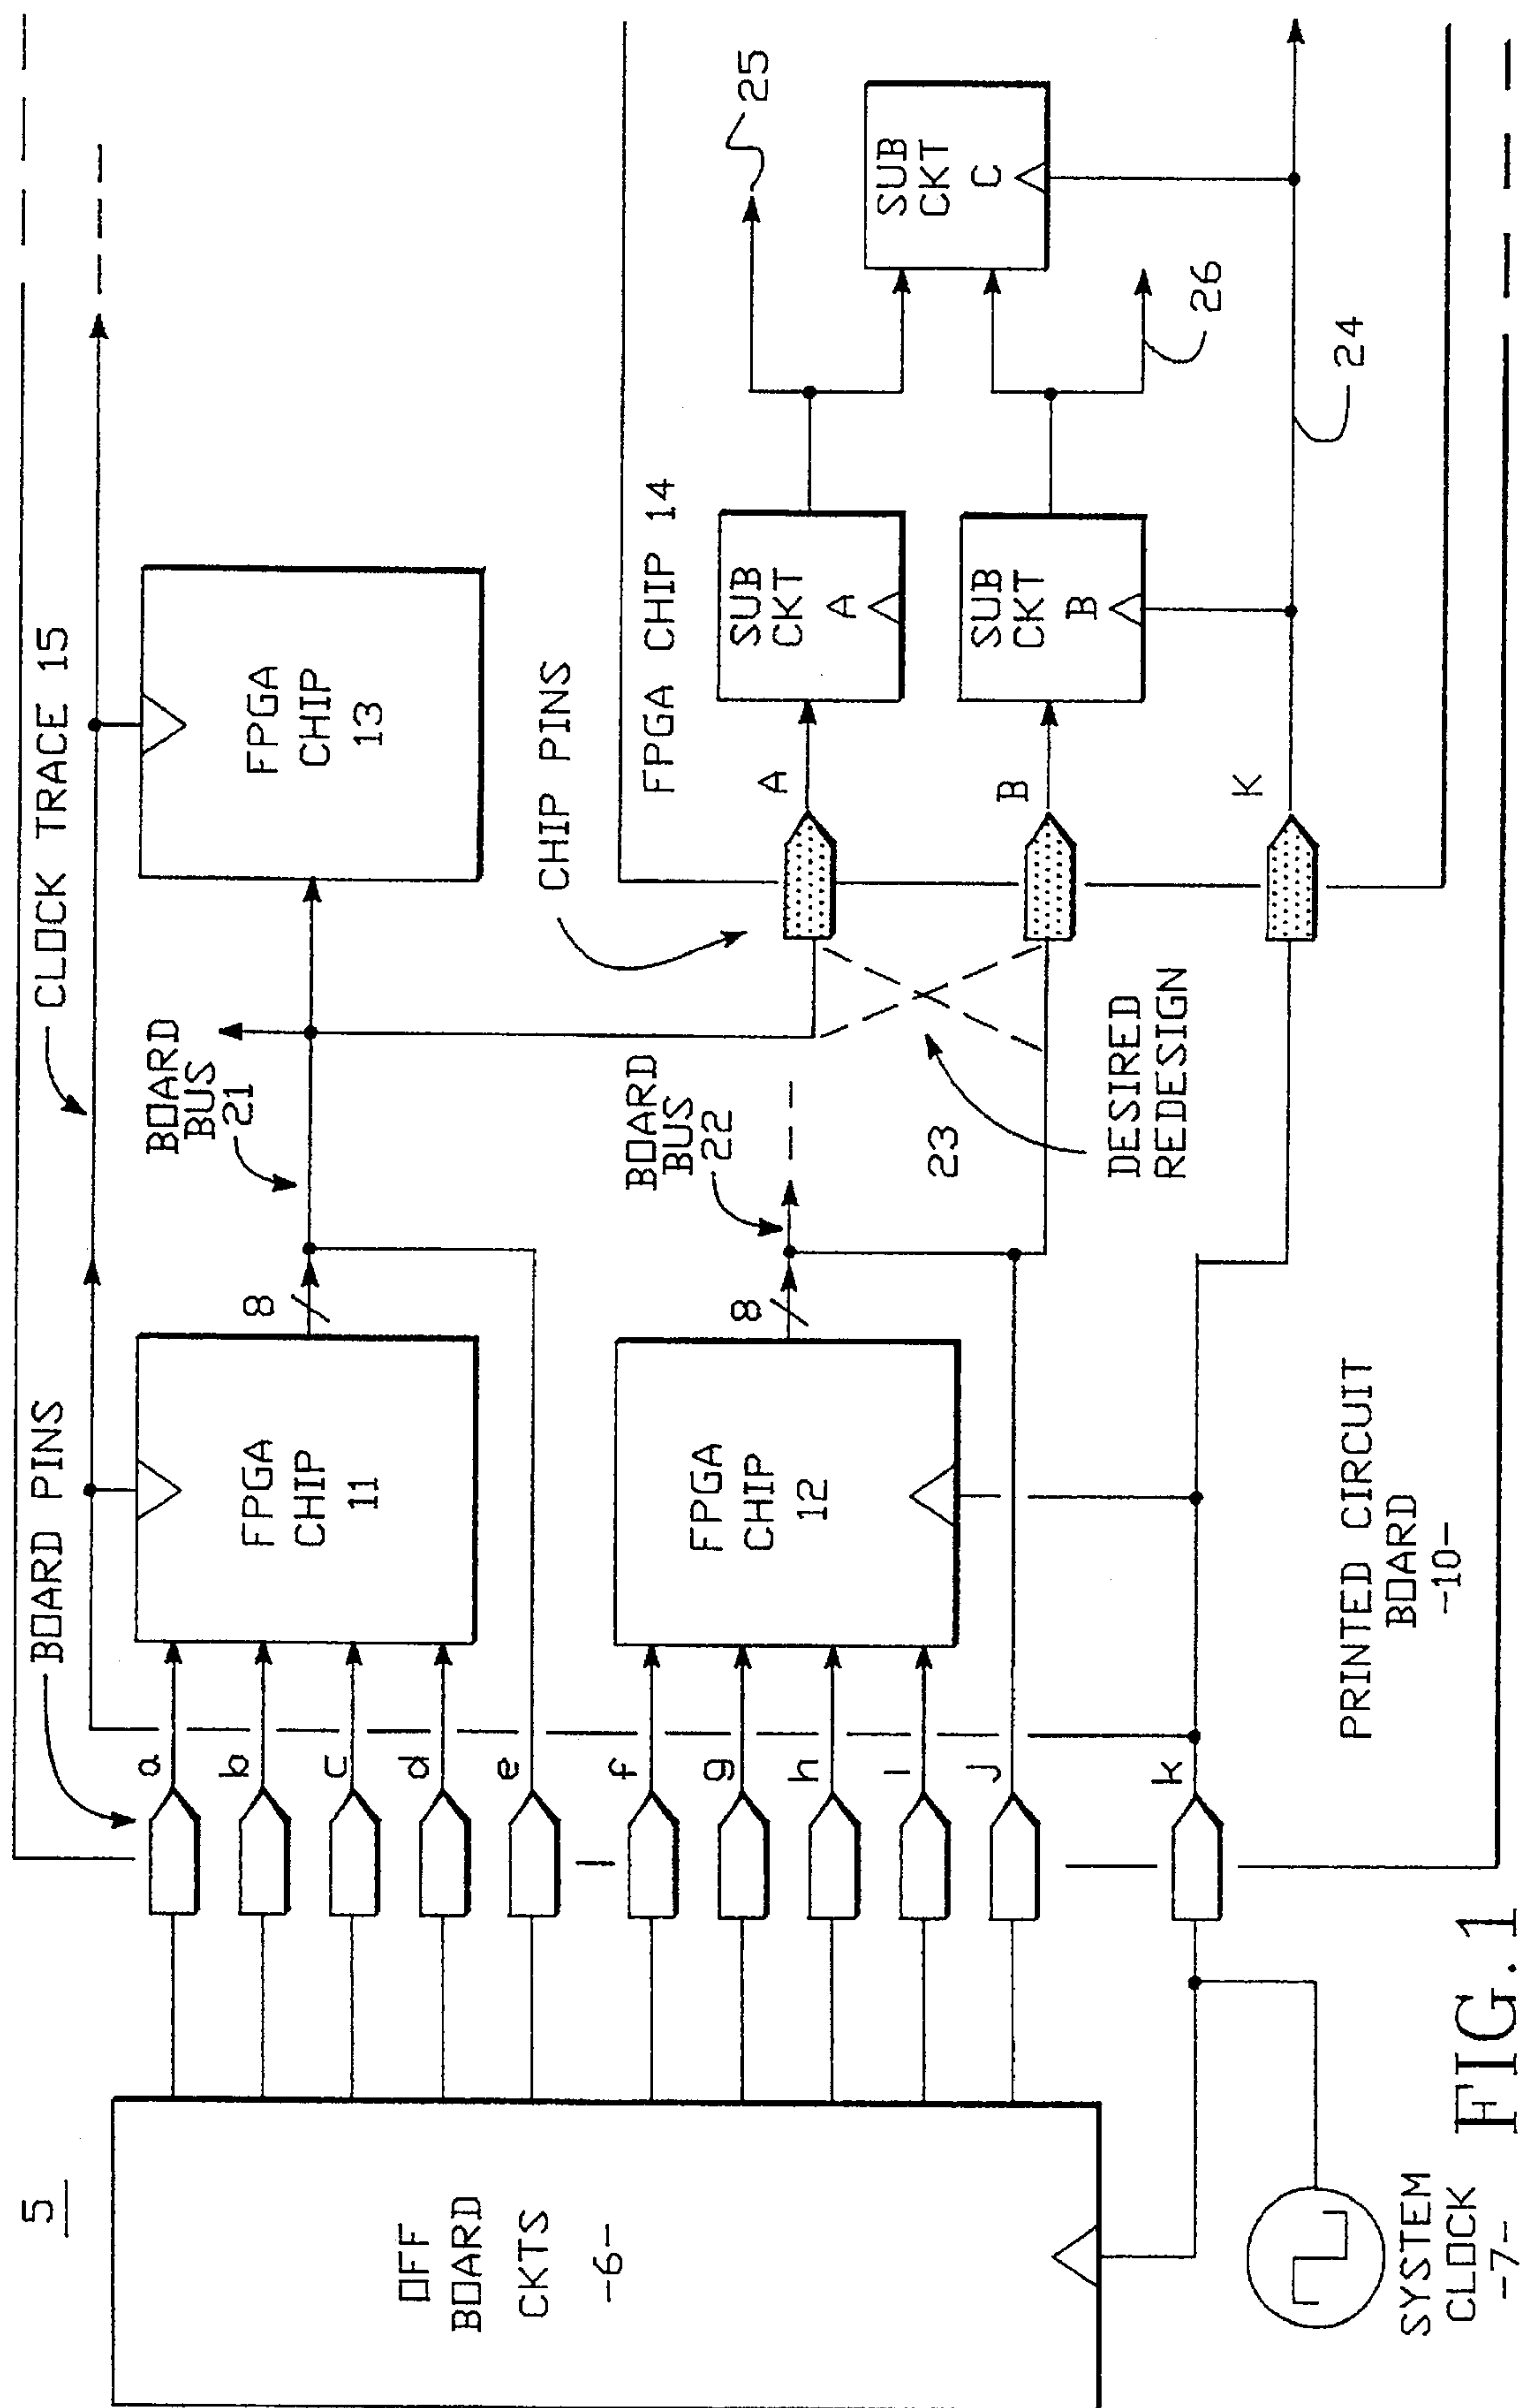 5
OFF
BOARD
CKTS
-6-
SYSTEM
CLOCK
-7-
BOARD PINS
a
b
c
d
e
f
g
h
i
j
k
CLOCK TRACE 15
FPGA
CHIP
11
8
BOARD
BUS
21
FPGA
CHIP
13
FPGA
CHIP
12
8
BOARD
BUS
22
CHIP PINS
23
DESIRED
REDESIGN
PRINTED CIRCUIT
BOARD
-10-
FPGA CHIP 14
A
B
K
SUB
CKT
A
SUB
CKT
B
SUB
CKT
C
25
26
24
FIG. 1